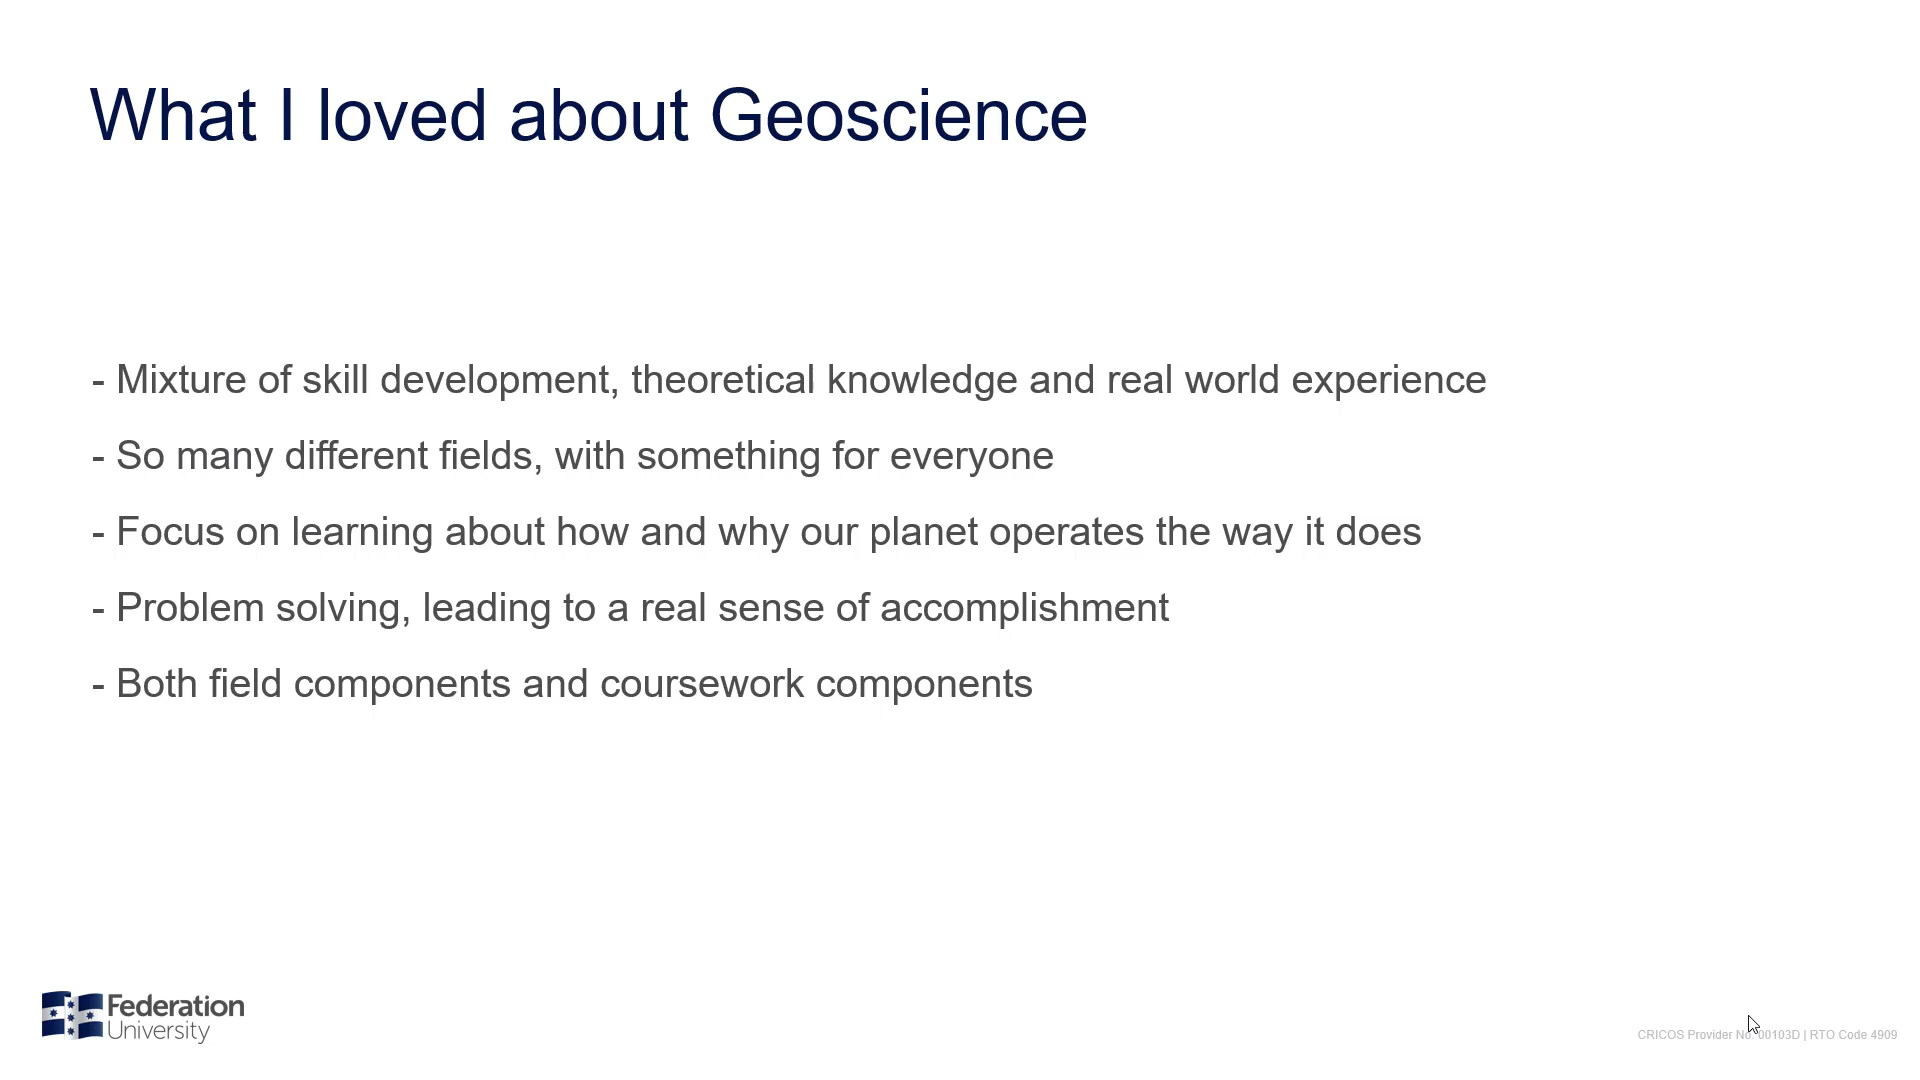 What I loved about Geoscience
- Mixture of skill development, theoretical knowledge and real world experience
- So many different fields, with something for everyone
- Focus on learning about how and why our planet operates the way it does
- Problem solving, leading to a real sense of accomplishment
- Both field components and coursework components
Federation
University
CRICOS Provider No. 00103D | RTO Code 4909